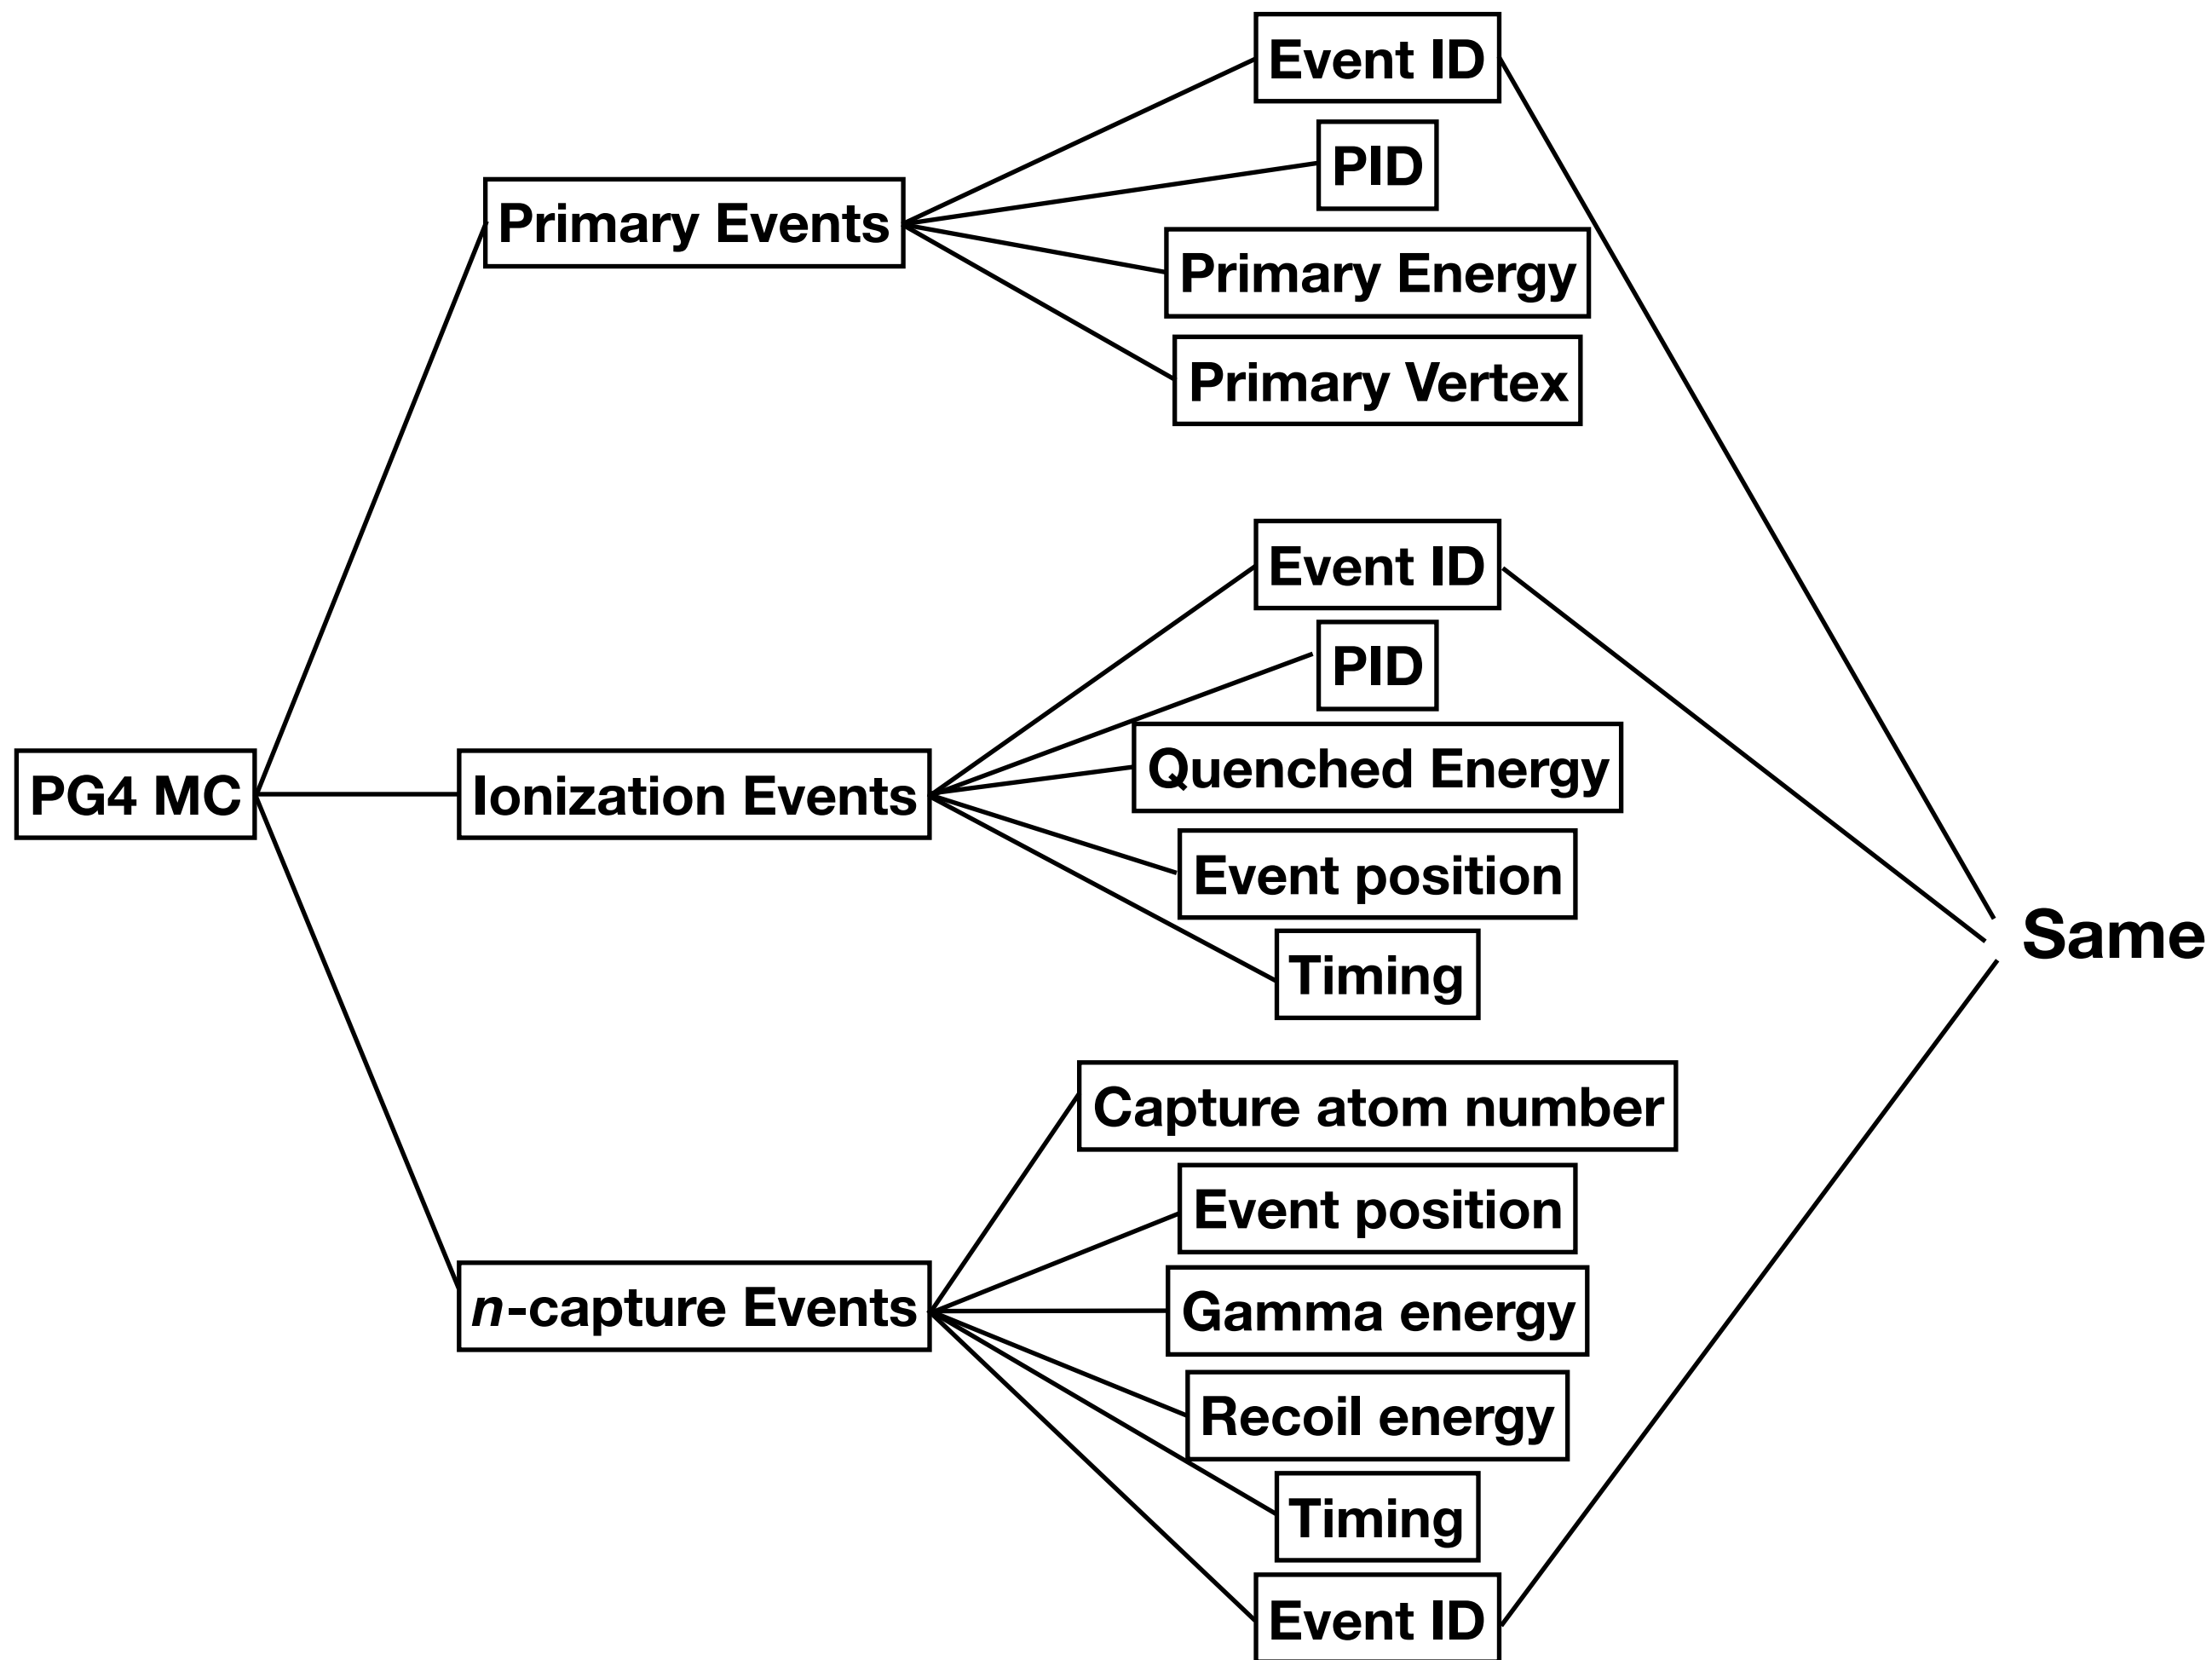 PG4 MC
Primary Events
Event ID
PID
Primary Energy
Primary Vertex
Ionization Events
Event ID
PID
Quenched Energy
Event position
Timing
n-capture Events
Capture atom number
Event position
Gamma energy
Recoil energy
Timing
Event ID
Same